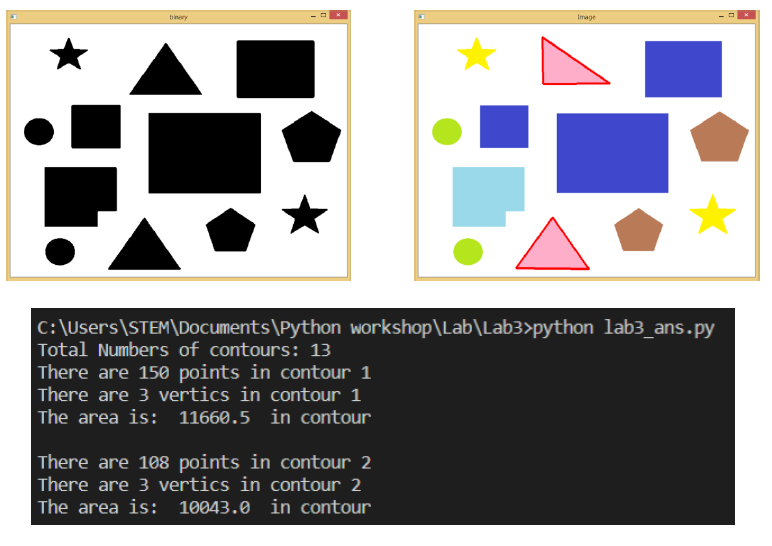 binary
Image
C:\Users\STEM\Documents\Python workshop\Lab\Lab3>python lab3_ans.py
Total Numbers of contours: 13
There are 150 points in contour 1
There are 3 vertics in contour 1
The area is:  11660.5  in contour
There are 108 points in contour 2
There are 3 vertics in contour 2
The area is:  10043.0  in contour